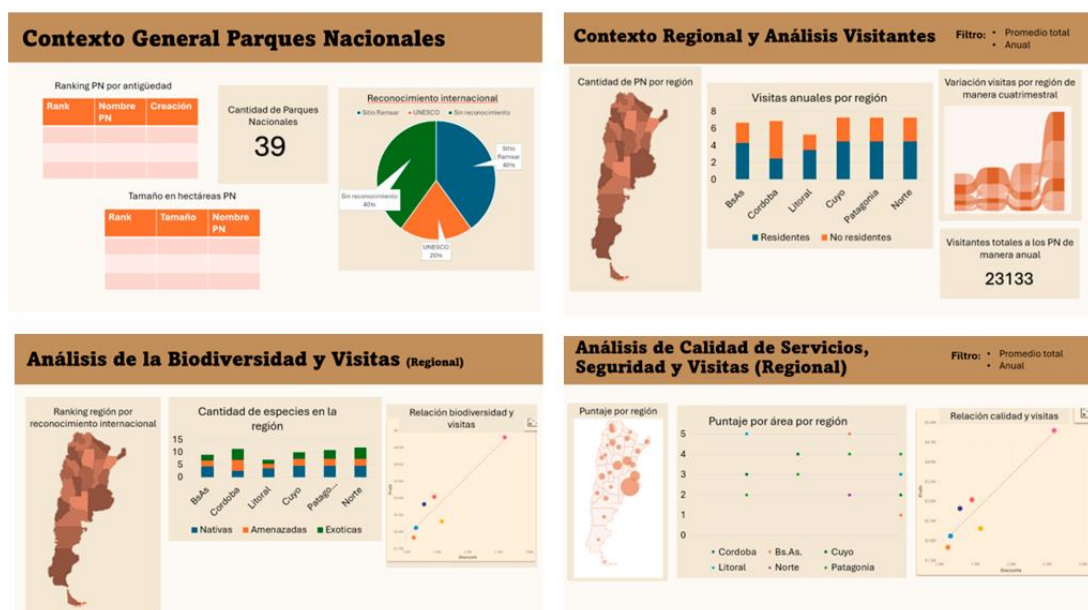 Contexto General Parques Nacionales
Ranking PN por antigüedad
Rank
Nombre PN
Creación
Cantidad de Parques
Nacionales
39
Reconocimiento internacional
Sitio Ramsar
UNESCO
Sin reconocimiento
Sitio
Ramsar
40%
Sin reconocimiento
40%
UNESCO
20%
Tamaño en hectáreas PN
Rank
Tamaño
Nombre PN
Contexto Regional y Análisis Visitantes
Filtro:
• Promedio total
• Anual
Cantidad de PN por región
Visitas anuales por región
8
6
4
2
0
BsAs
Cordoba
Litoral
Cuyo
Patagonia
Norte
Residentes
No residentes
Variación visitas por región de
manera cuatrimestral
Visitantes totales a los PN de
manera anual
23133
Análisis de la Biodiversidad y Visitas (Regional)
Ranking región por
reconocimiento internacional
Cantidad de especies en la
región
15
10
5
0
BsAs
Cordoba
Litoral
Cuyo
Patago...
Norte
Nativas
Amenazadas
Exoticas
Relación biodiversidad y
visitas
Discounts
Análisis de Calidad de Servicios,
Seguridad y Visitas (Regional)
Filtro:
• Promedio total
• Anual
Puntaje por región
Puntaje por área por región
5
4
3
2
1
0
Cordoba
Bs.As.
Cuyo
Litoral
Norte
Patagonia
Relación calidad y visitas
Discounts